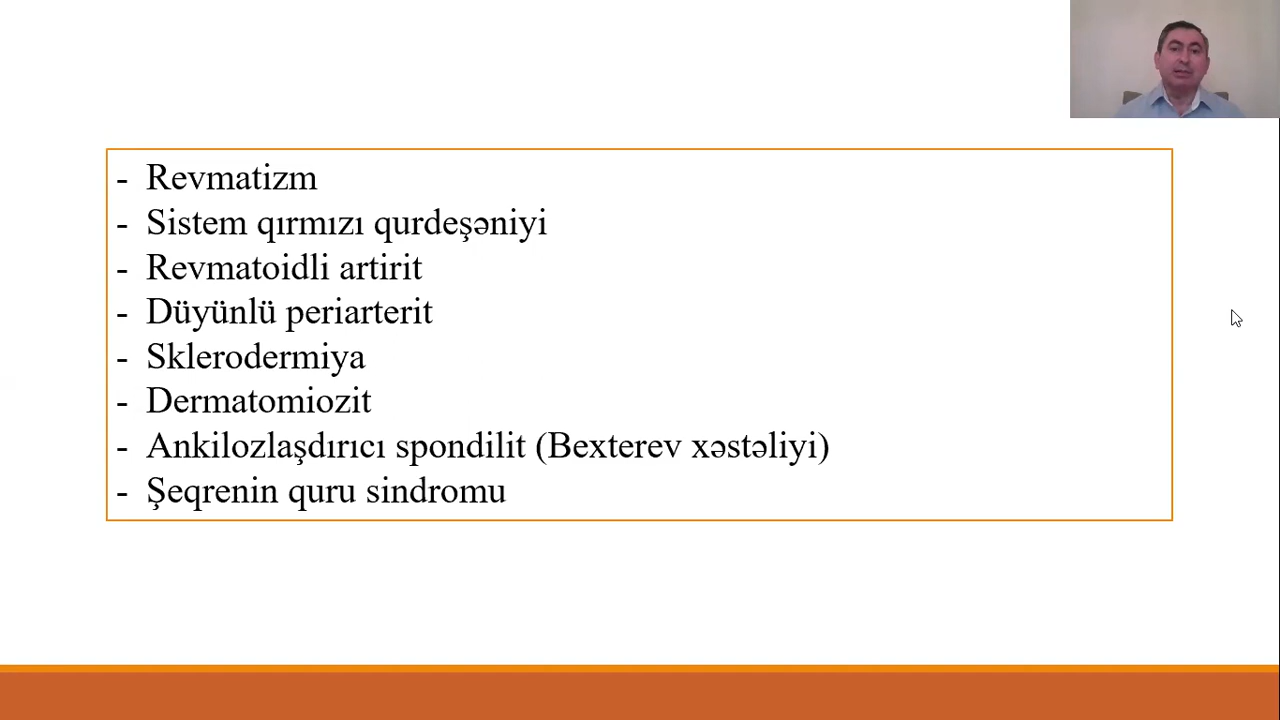 - Revmatizm
- Sistem qırmızı qurdeşəniyi
- Revmatoidli artirit
- Düyünlü periarterit
- Sklerodermiya
- Dermatomiozit
- Ankilozlaşdırıcı spondilit (Bexterev xəstəliyi)
- Şeqrenin quru sindromu